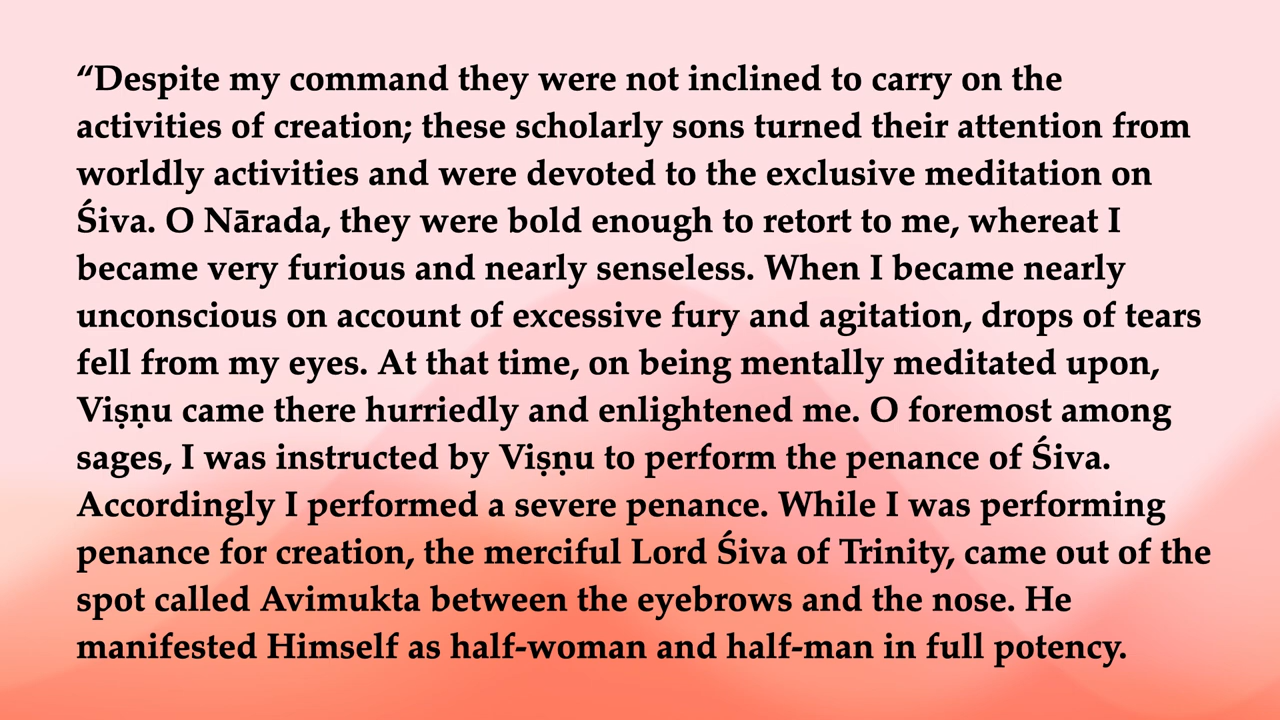 “Despite my command they were not inclined to carry on the
activities of creation; these scholarly sons turned their attention from
worldly activities and were devoted to the exclusive meditation on
Śiva. O Nārada, they were bold enough to retort to me, whereat I
became very furious and nearly senseless. When I became nearly
unconscious on account of excessive fury and agitation, drops of tears
fell from my eyes. At that time, on being mentally meditated upon,
Viṣṇu came there hurriedly and enlightened me. O foremost among
sages, I was instructed by Viṣṇu to perform the penance of Śiva.
Accordingly I performed a severe penance. While I was performing
penance for creation, the merciful Lord Śiva of Trinity, came out of the
spot called Avimukta between the eyebrows and the nose. He
manifested Himself as half-woman and half-man in full potency.